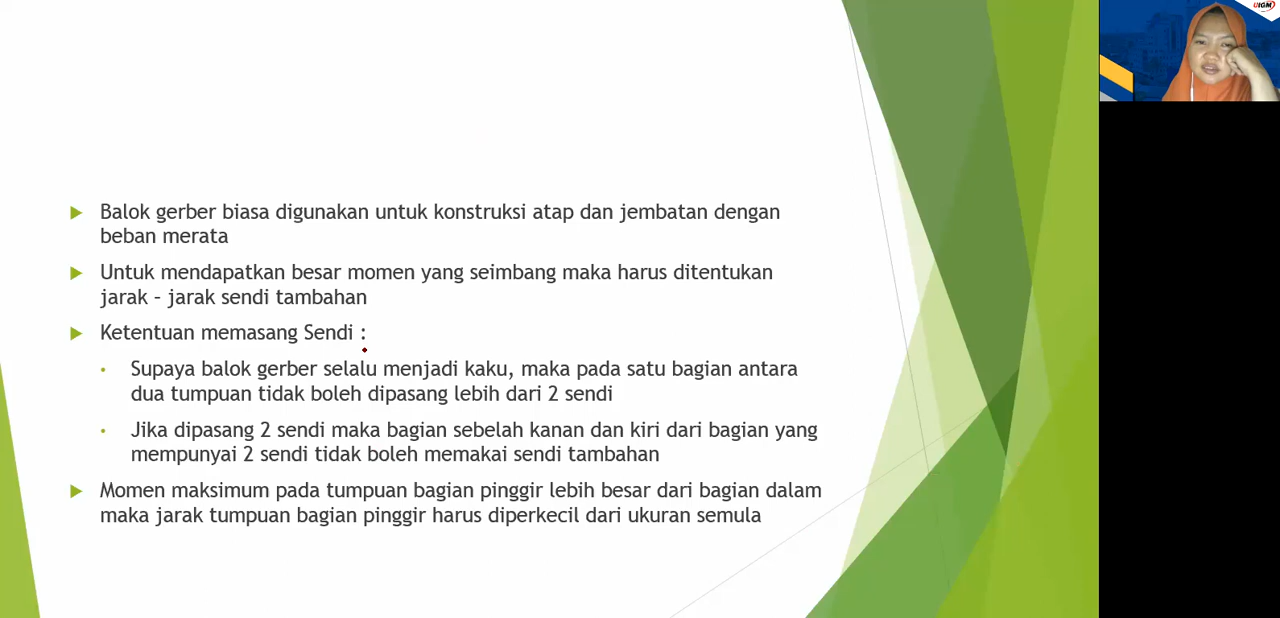 UIGM
Balok gerber biasa digunakan untuk konstruksi atap dan jembatan dengan
beban merata
Untuk mendapatkan besar momen yang seimbang maka harus ditentukan
jarak – jarak sendi tambahan
Ketentuan memasang Sendi :
Supaya balok gerber selalu menjadi kaku, maka pada satu bagian antara
dua tumpuan tidak boleh dipasang lebih dari 2 sendi
Jika dipasang 2 sendi maka bagian sebelah kanan dan kiri dari bagian yang
mempunyai 2 sendi tidak boleh memakai sendi tambahan
Momen maksimum pada tumpuan bagian pinggir lebih besar dari bagian dalam
maka jarak tumpuan bagian pinggir harus diperkecil dari ukuran semula